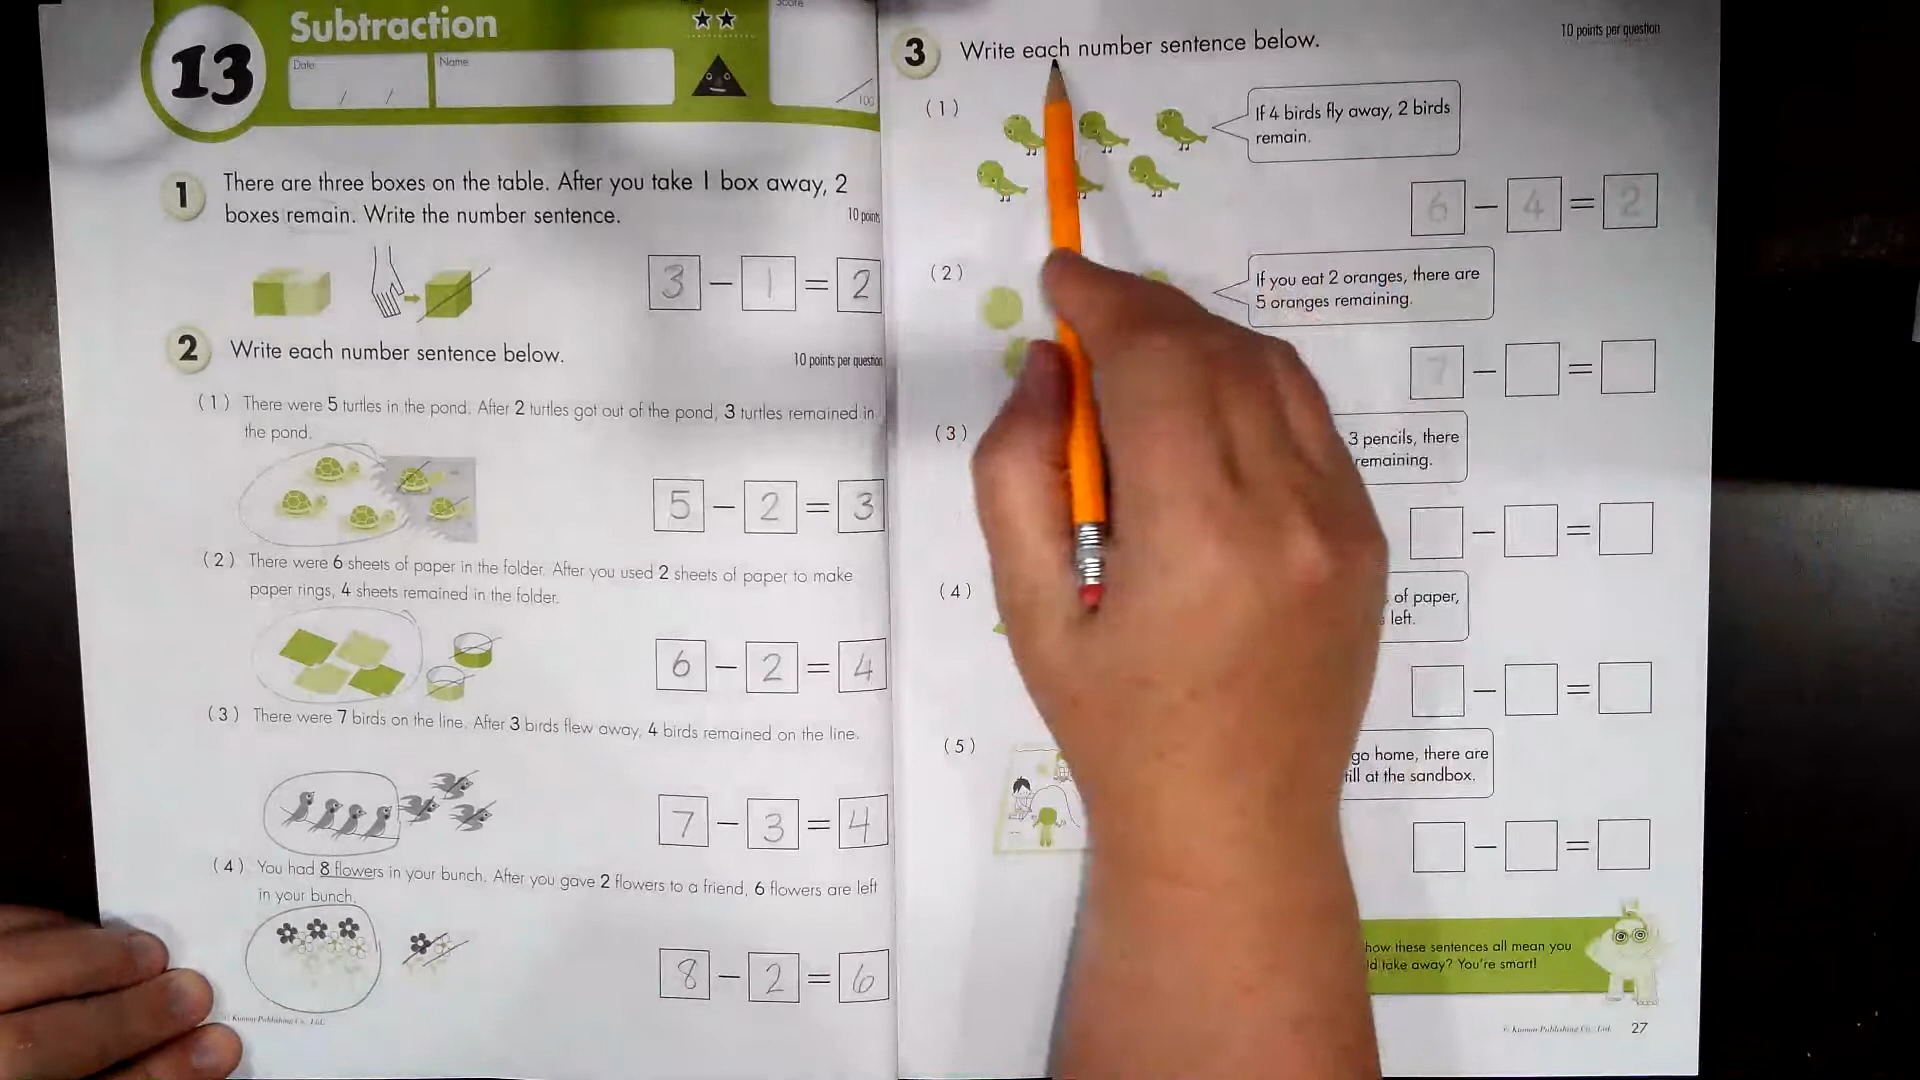 13
Subtraction
Date
/ /
Name
Score
/100
1 There are three boxes on the table. After you take 1 box away, 2
boxes remain. Write the number sentence.
10 points
3 − 1 = 2
2 Write each number sentence below.
10 points per question
(1) There were 5 turtles in the pond. After 2 turtles got out of the pond, 3 turtles remained in
the pond.
5 − 2 = 3
(2) There were 6 sheets of paper in the folder. After you used 2 sheets of paper to make
paper rings, 4 sheets remained in the folder.
6 − 2 = 4
(3) There were 7 birds on the line. After 3 birds flew away, 4 birds remained on the line.
7 − 3 = 4
(4) You had 8 flowers in your bunch. After you gave 2 flowers to a friend, 6 flowers are left
in your bunch.
8 − 2 = 6
© Kumon Publishing Co., Ltd.
3 Write each number sentence below.
10 points per question
(1)
If 4 birds fly away, 2 birds
remain.
6 − 4 = 2
(2)
If you eat 2 oranges, there are
5 oranges remaining.
7 − =
(3)
3 pencils, there
remaining.
− =
(4)
of paper,
left.
− =
(5)
go home, there are
still at the sandbox.
− =
how these sentences all mean you
take away? You're smart!
© Kumon Publishing Co., Ltd.
27